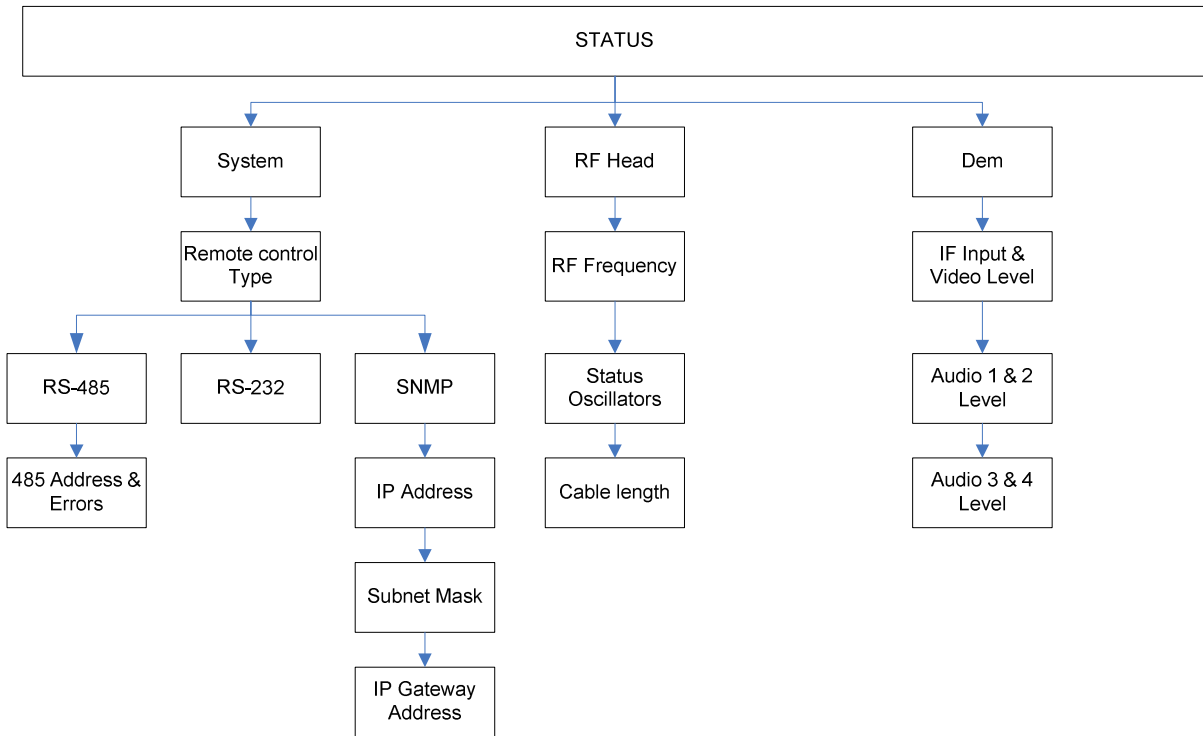 STATUS
System
RF Head
Dem
Remote control
Type
RF Frequency
IF Input &
Video Level
RS-485
RS-232
SNMP
Status
Oscillators
Audio 1 & 2
Level
485 Address &
Errors
IP Address
Cable length
Audio 3 & 4
Level
Subnet Mask
IP Gateway
Address